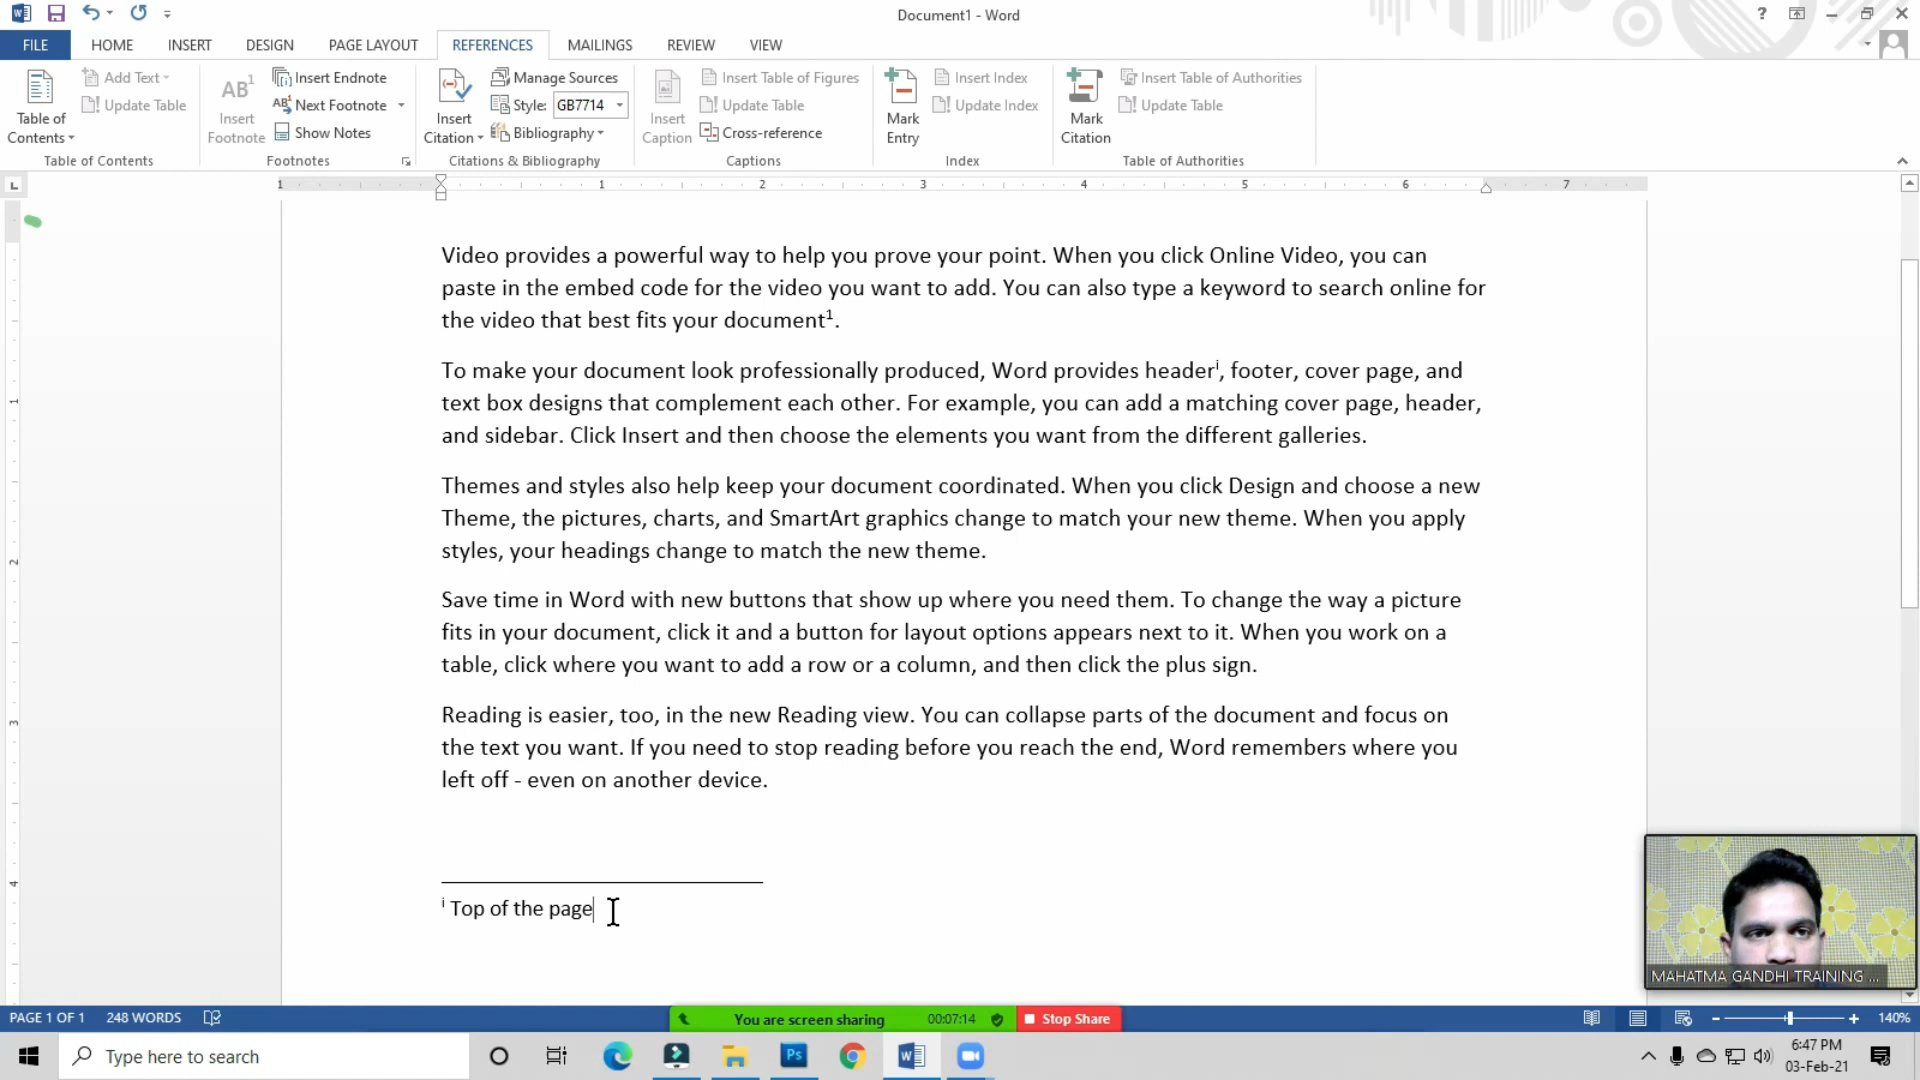 Document1 - Word
FILE HOME INSERT DESIGN PAGE LAYOUT REFERENCES MAILINGS REVIEW VIEW
Table of Contents
Add Text
Update Table
Table of Contents
AB1 Insert Footnote
Insert Endnote
AB1 Next Footnote
Show Notes
Footnotes
Insert Citation
Manage Sources
Style: GB7714
Bibliography
Citations & Bibliography
Insert Caption
Insert Table of Figures
Update Table
Cross-reference
Captions
Mark Entry
Insert Index
Update Index
Index
Mark Citation
Insert Table of Authorities
Update Table
Table of Authorities
1 1 2 3 4 5 6 7
Video provides a powerful way to help you prove your point. When you click Online Video, you can
paste in the embed code for the video you want to add. You can also type a keyword to search online for
the video that best fits your document¹.
To make your document look professionally produced, Word provides headerⁱ, footer, cover page, and
text box designs that complement each other. For example, you can add a matching cover page, header,
and sidebar. Click Insert and then choose the elements you want from the different galleries.
Themes and styles also help keep your document coordinated. When you click Design and choose a new
Theme, the pictures, charts, and SmartArt graphics change to match your new theme. When you apply
styles, your headings change to match the new theme.
Save time in Word with new buttons that show up where you need them. To change the way a picture
fits in your document, click it and a button for layout options appears next to it. When you work on a
table, click where you want to add a row or a column, and then click the plus sign.
Reading is easier, too, in the new Reading view. You can collapse parts of the document and focus on
the text you want. If you need to stop reading before you reach the end, Word remembers where you
left off - even on another device.
ⁱ Top of the page
1
2
3
4
MAHATMA GANDHI TRAINING ...
PAGE 1 OF 1 248 WORDS
You are screen sharing 00:07:14 Stop Share
140%
Type here to search
Ps
6:47 PM
03-Feb-21